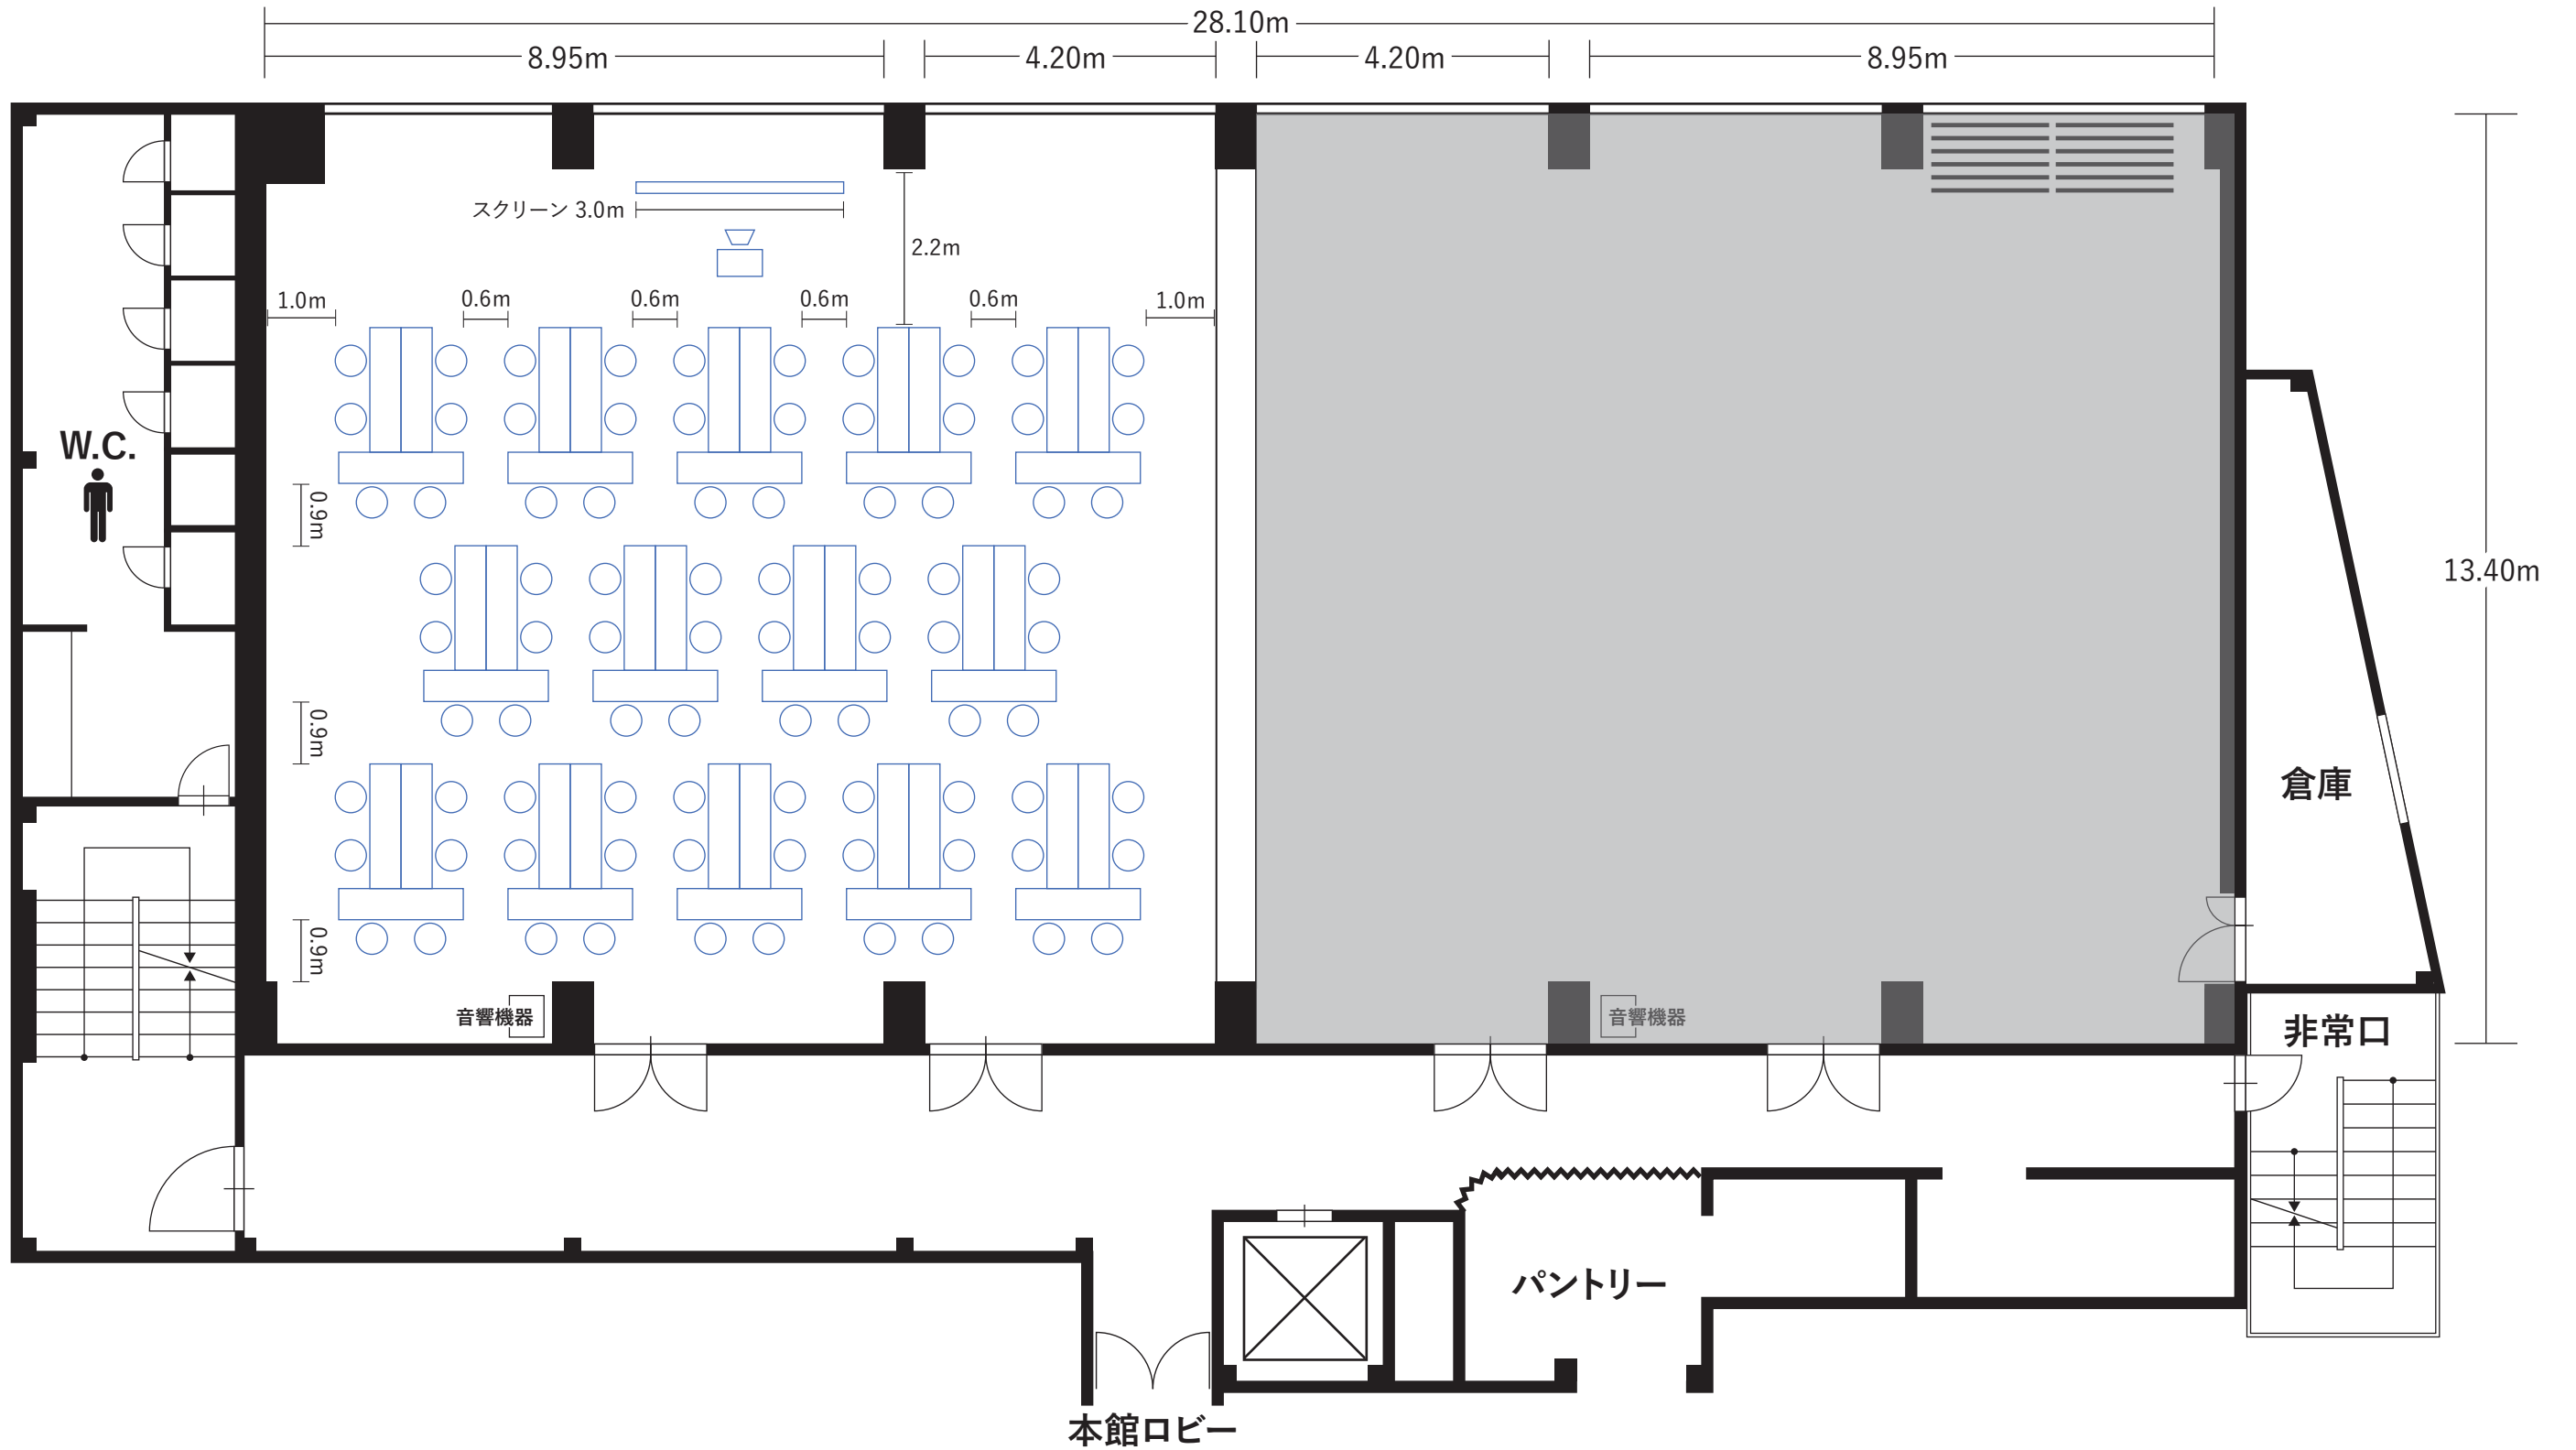 28.10m
8.95m
4.20m
4.20m
8.95m
スクリーン 3.0m
2.2m
1.0m
0.6m
0.6m
0.6m
0.6m
1.0m
W.C.
0.9m
13.40m
0.9m
倉庫
0.9m
音響機器
音響機器
非常口
パントリー
本館ロビー